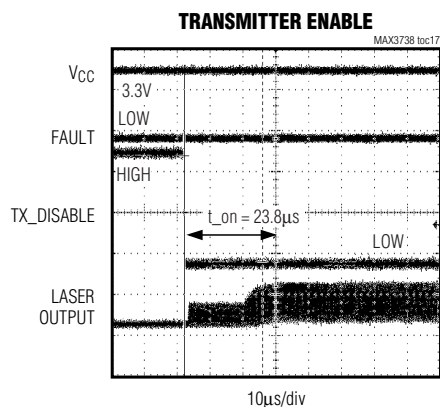 TRANSMITTER ENABLE
MAX3738 toc17
VCC
3.3V
LOW
FAULT
HIGH
TX_DISABLE
t_on = 23.8µs
LOW
LASER
OUTPUT
10µs/div